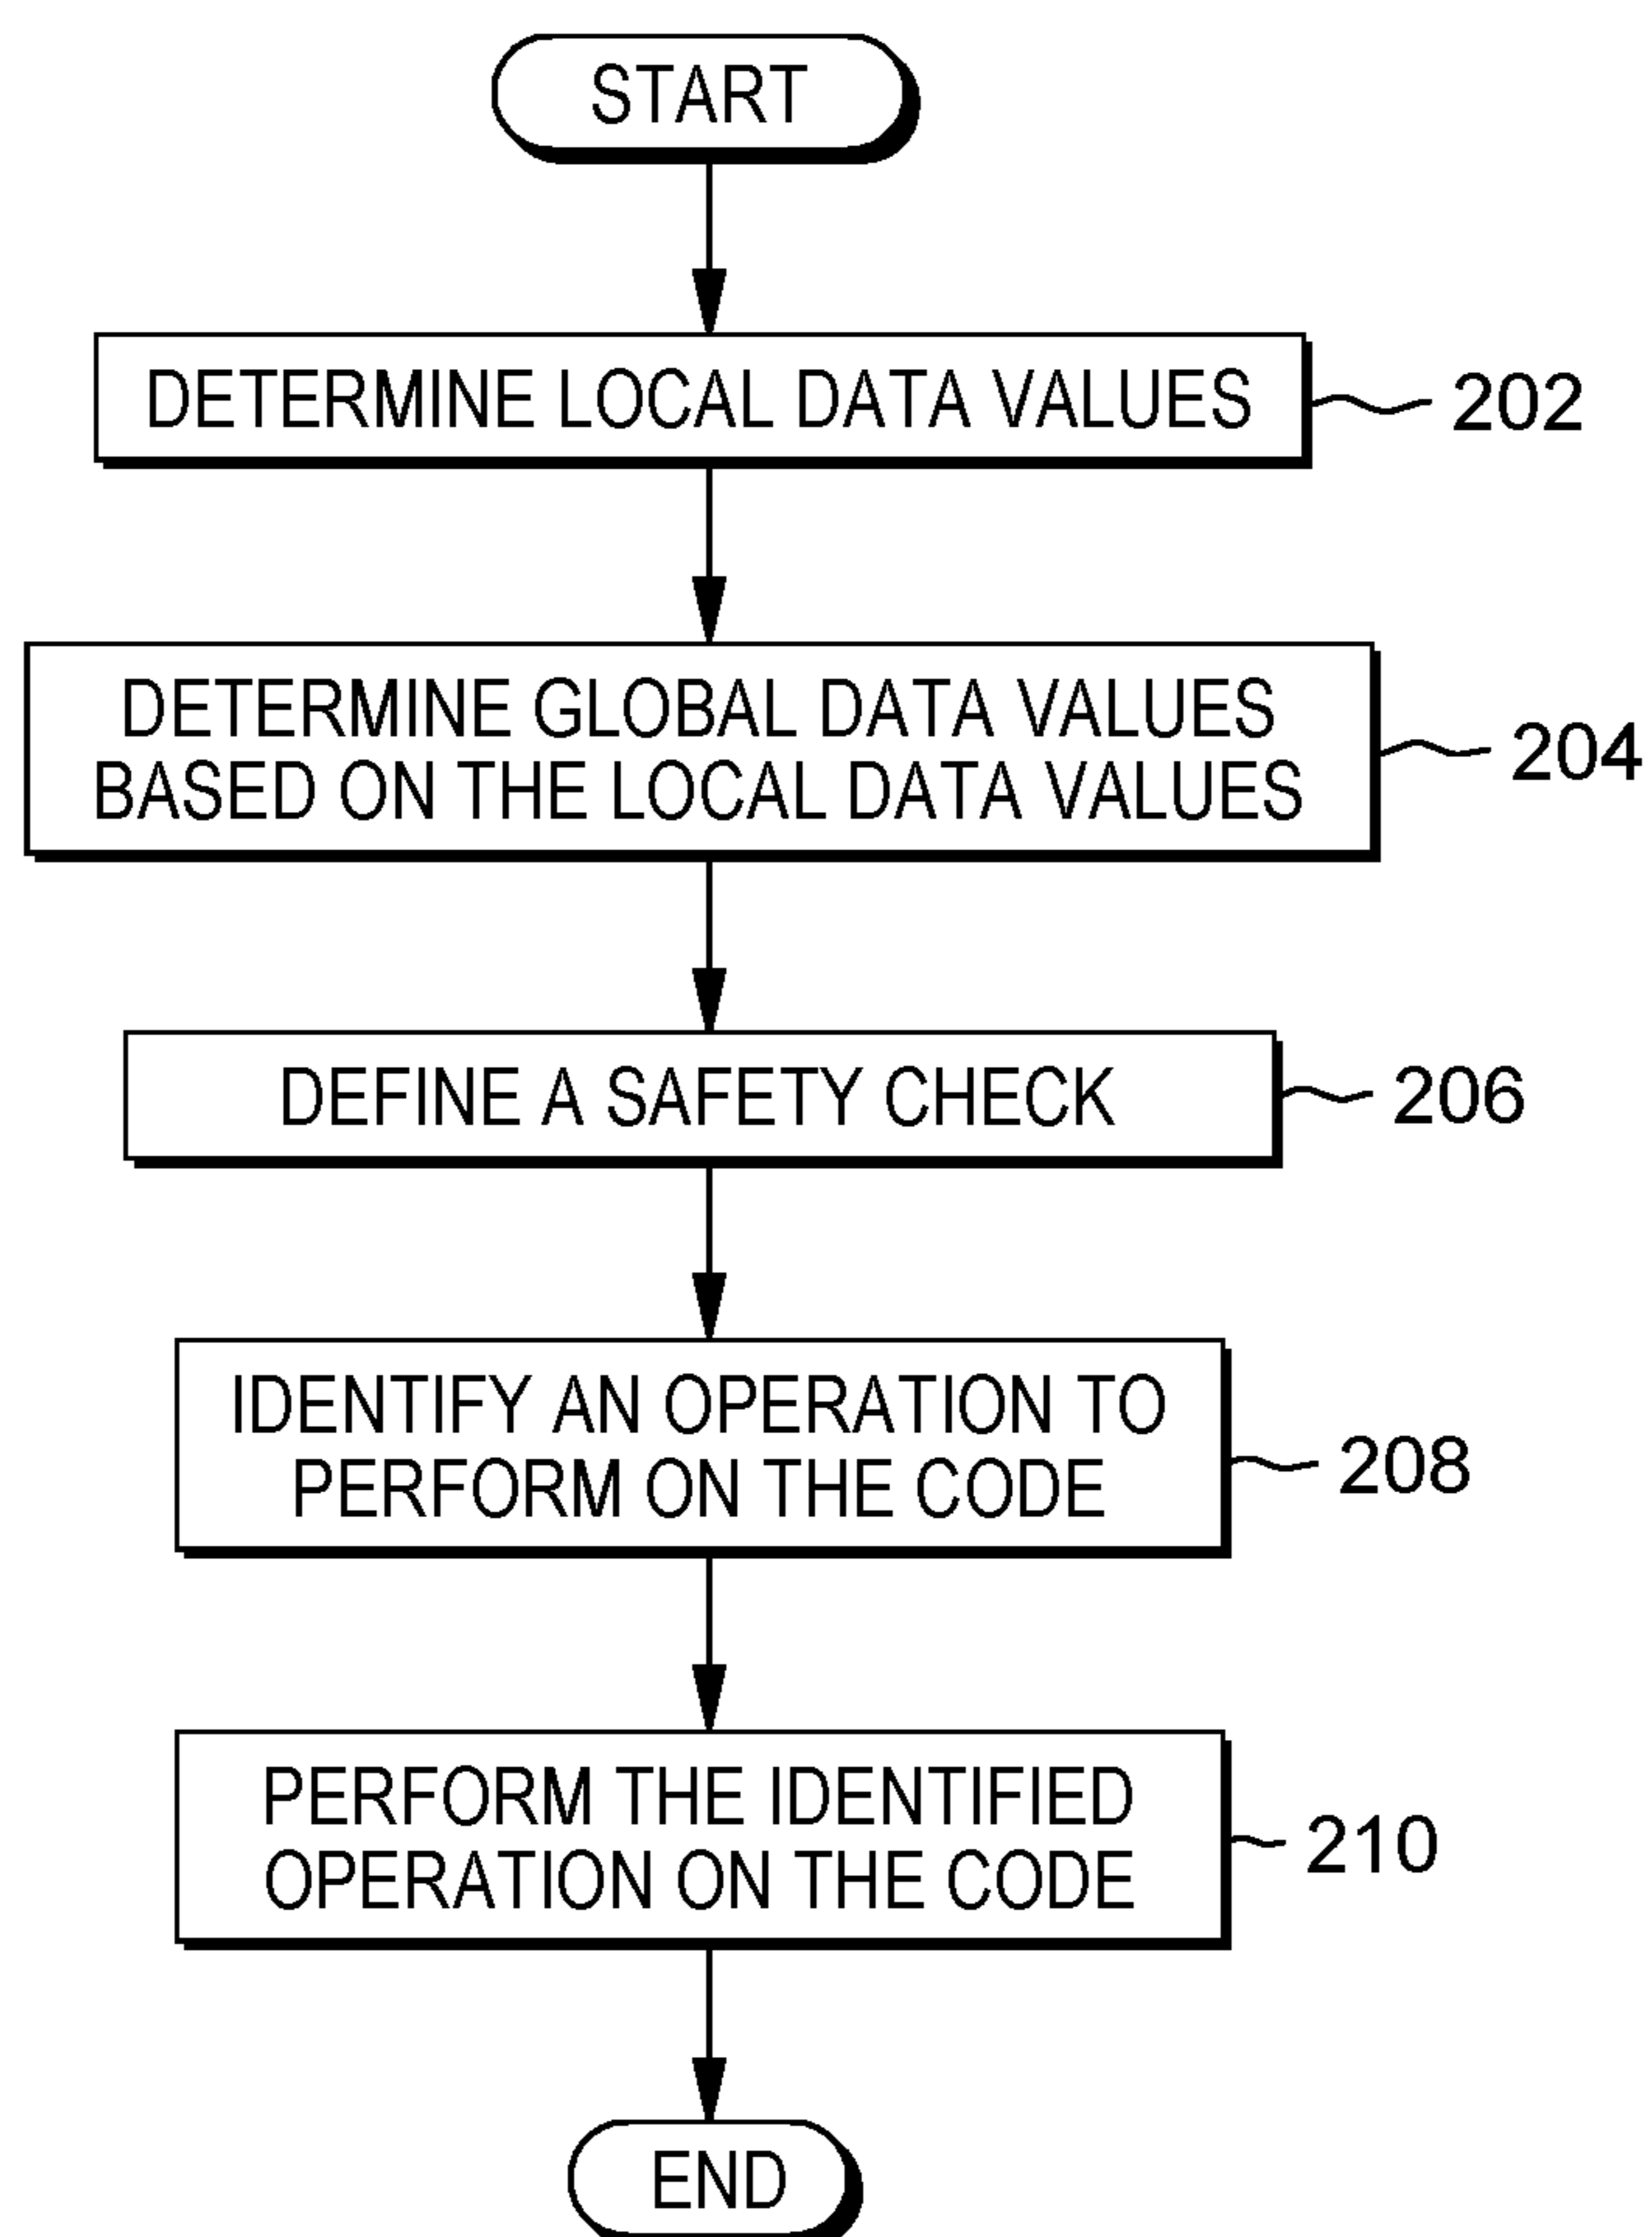 START
DETERMINE LOCAL DATA VALUES
202
DETERMINE GLOBAL DATA VALUES
BASED ON THE LOCAL DATA VALUES
204
DEFINE A SAFETY CHECK
206
IDENTIFY AN OPERATION TO
PERFORM ON THE CODE
208
PERFORM THE IDENTIFIED
OPERATION ON THE CODE
210
END